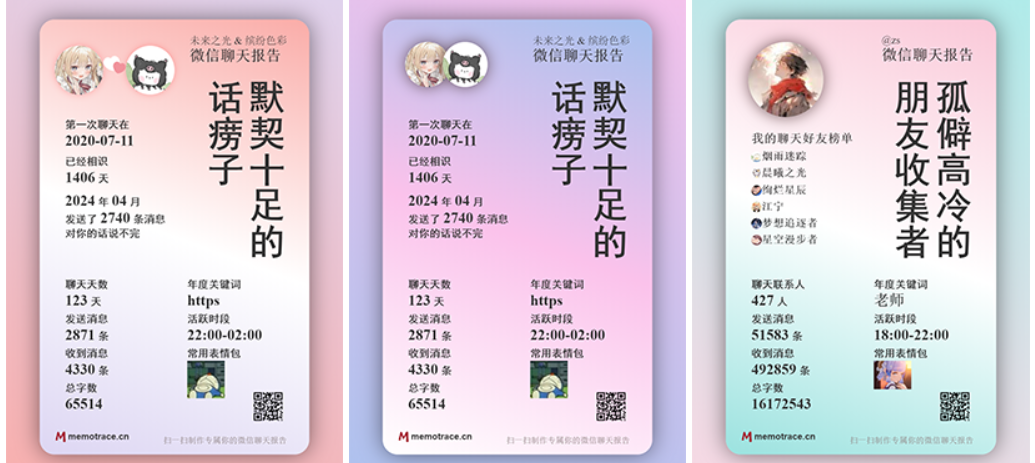 未来之光 & 缤纷色彩
微信聊天报告
默契十足的
话痨子
第一次聊天在
2020-07-11
已经相识
1406 天
2024 年 04 月
发送了 2740 条消息
对你的话说不完
聊天天数
123 天
发送消息
2871 条
收到消息
4330 条
总字数
65514
年度关键词
https
活跃时段
22:00-02:00
常用表情包
memotrace.cn
扫一扫制作专属你的微信聊天报告
未来之光 & 缤纷色彩
微信聊天报告
默契十足的
话痨子
第一次聊天在
2020-07-11
已经相识
1406 天
2024 年 04 月
发送了 2740 条消息
对你的话说不完
聊天天数
123 天
发送消息
2871 条
收到消息
4330 条
总字数
65514
年度关键词
https
活跃时段
22:00-02:00
常用表情包
memotrace.cn
扫一扫制作专属你的微信聊天报告
@zs
微信聊天报告
孤僻高冷的
朋友收集者
我的聊天好友榜单
烟雨迷踪
晨曦之光
绚烂星辰
江宁
梦想追逐者
星空漫步者
聊天联系人
427 人
发送消息
51583 条
收到消息
492859 条
总字数
16172543
年度关键词
老师
活跃时段
18:00-22:00
常用表情包
memotrace.cn
扫一扫制作专属你的微信聊天报告